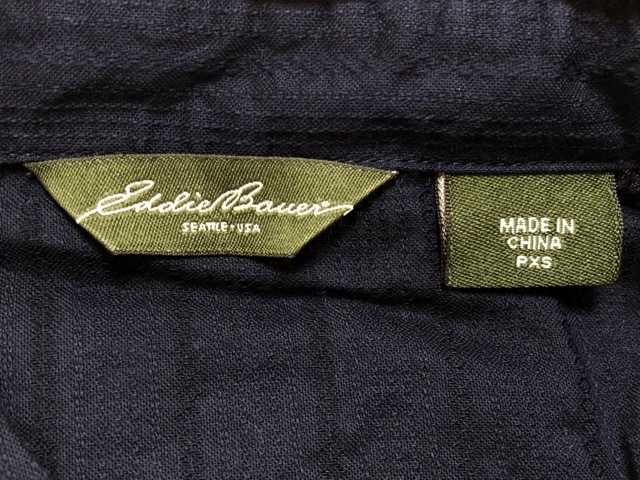 Eddie Bauer
SEATTLE • USA
MADE IN
CHINA
PXS